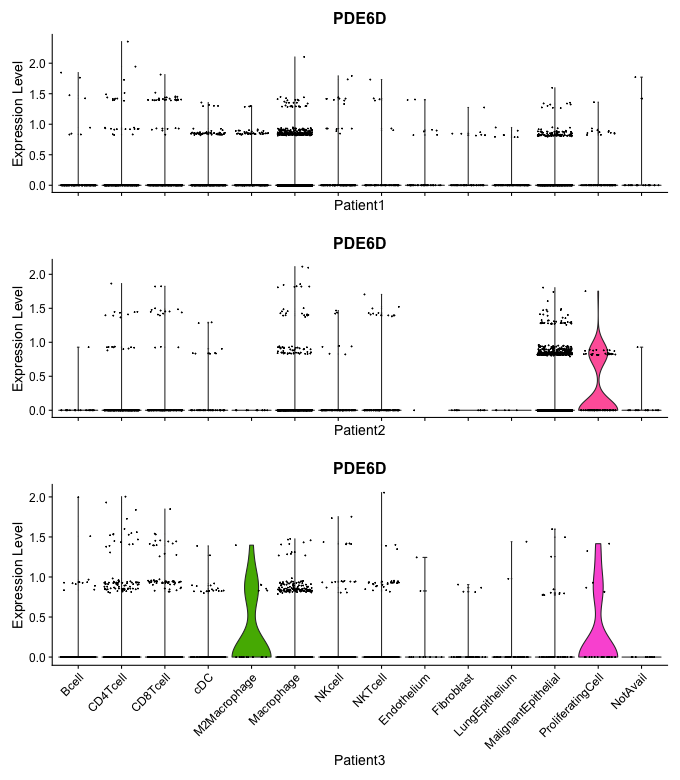 PDE6D
Expression Level
2.0
1.5
1.0
0.5
0.0
Patient1
PDE6D
Expression Level
2.0
1.5
1.0
0.5
0.0
Patient2
PDE6D
Expression Level
2.0
1.5
1.0
0.5
0.0
Bcell
CD4Tcell
CD8Tcell
cDC
M2Macrophage
Macrophage
NKcell
NKTcell
Endothelium
Fibroblast
LungEpithelium
MalignantEpithelial
ProliferatingCell
NotAvail
Patient3